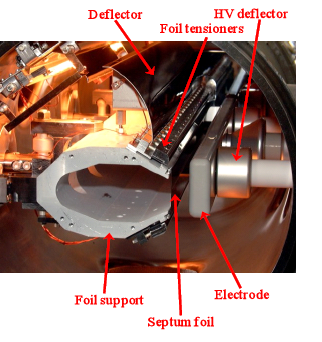 Deflector
HV deflector
Foil tensioners
Foil support
Electrode
Septum foil